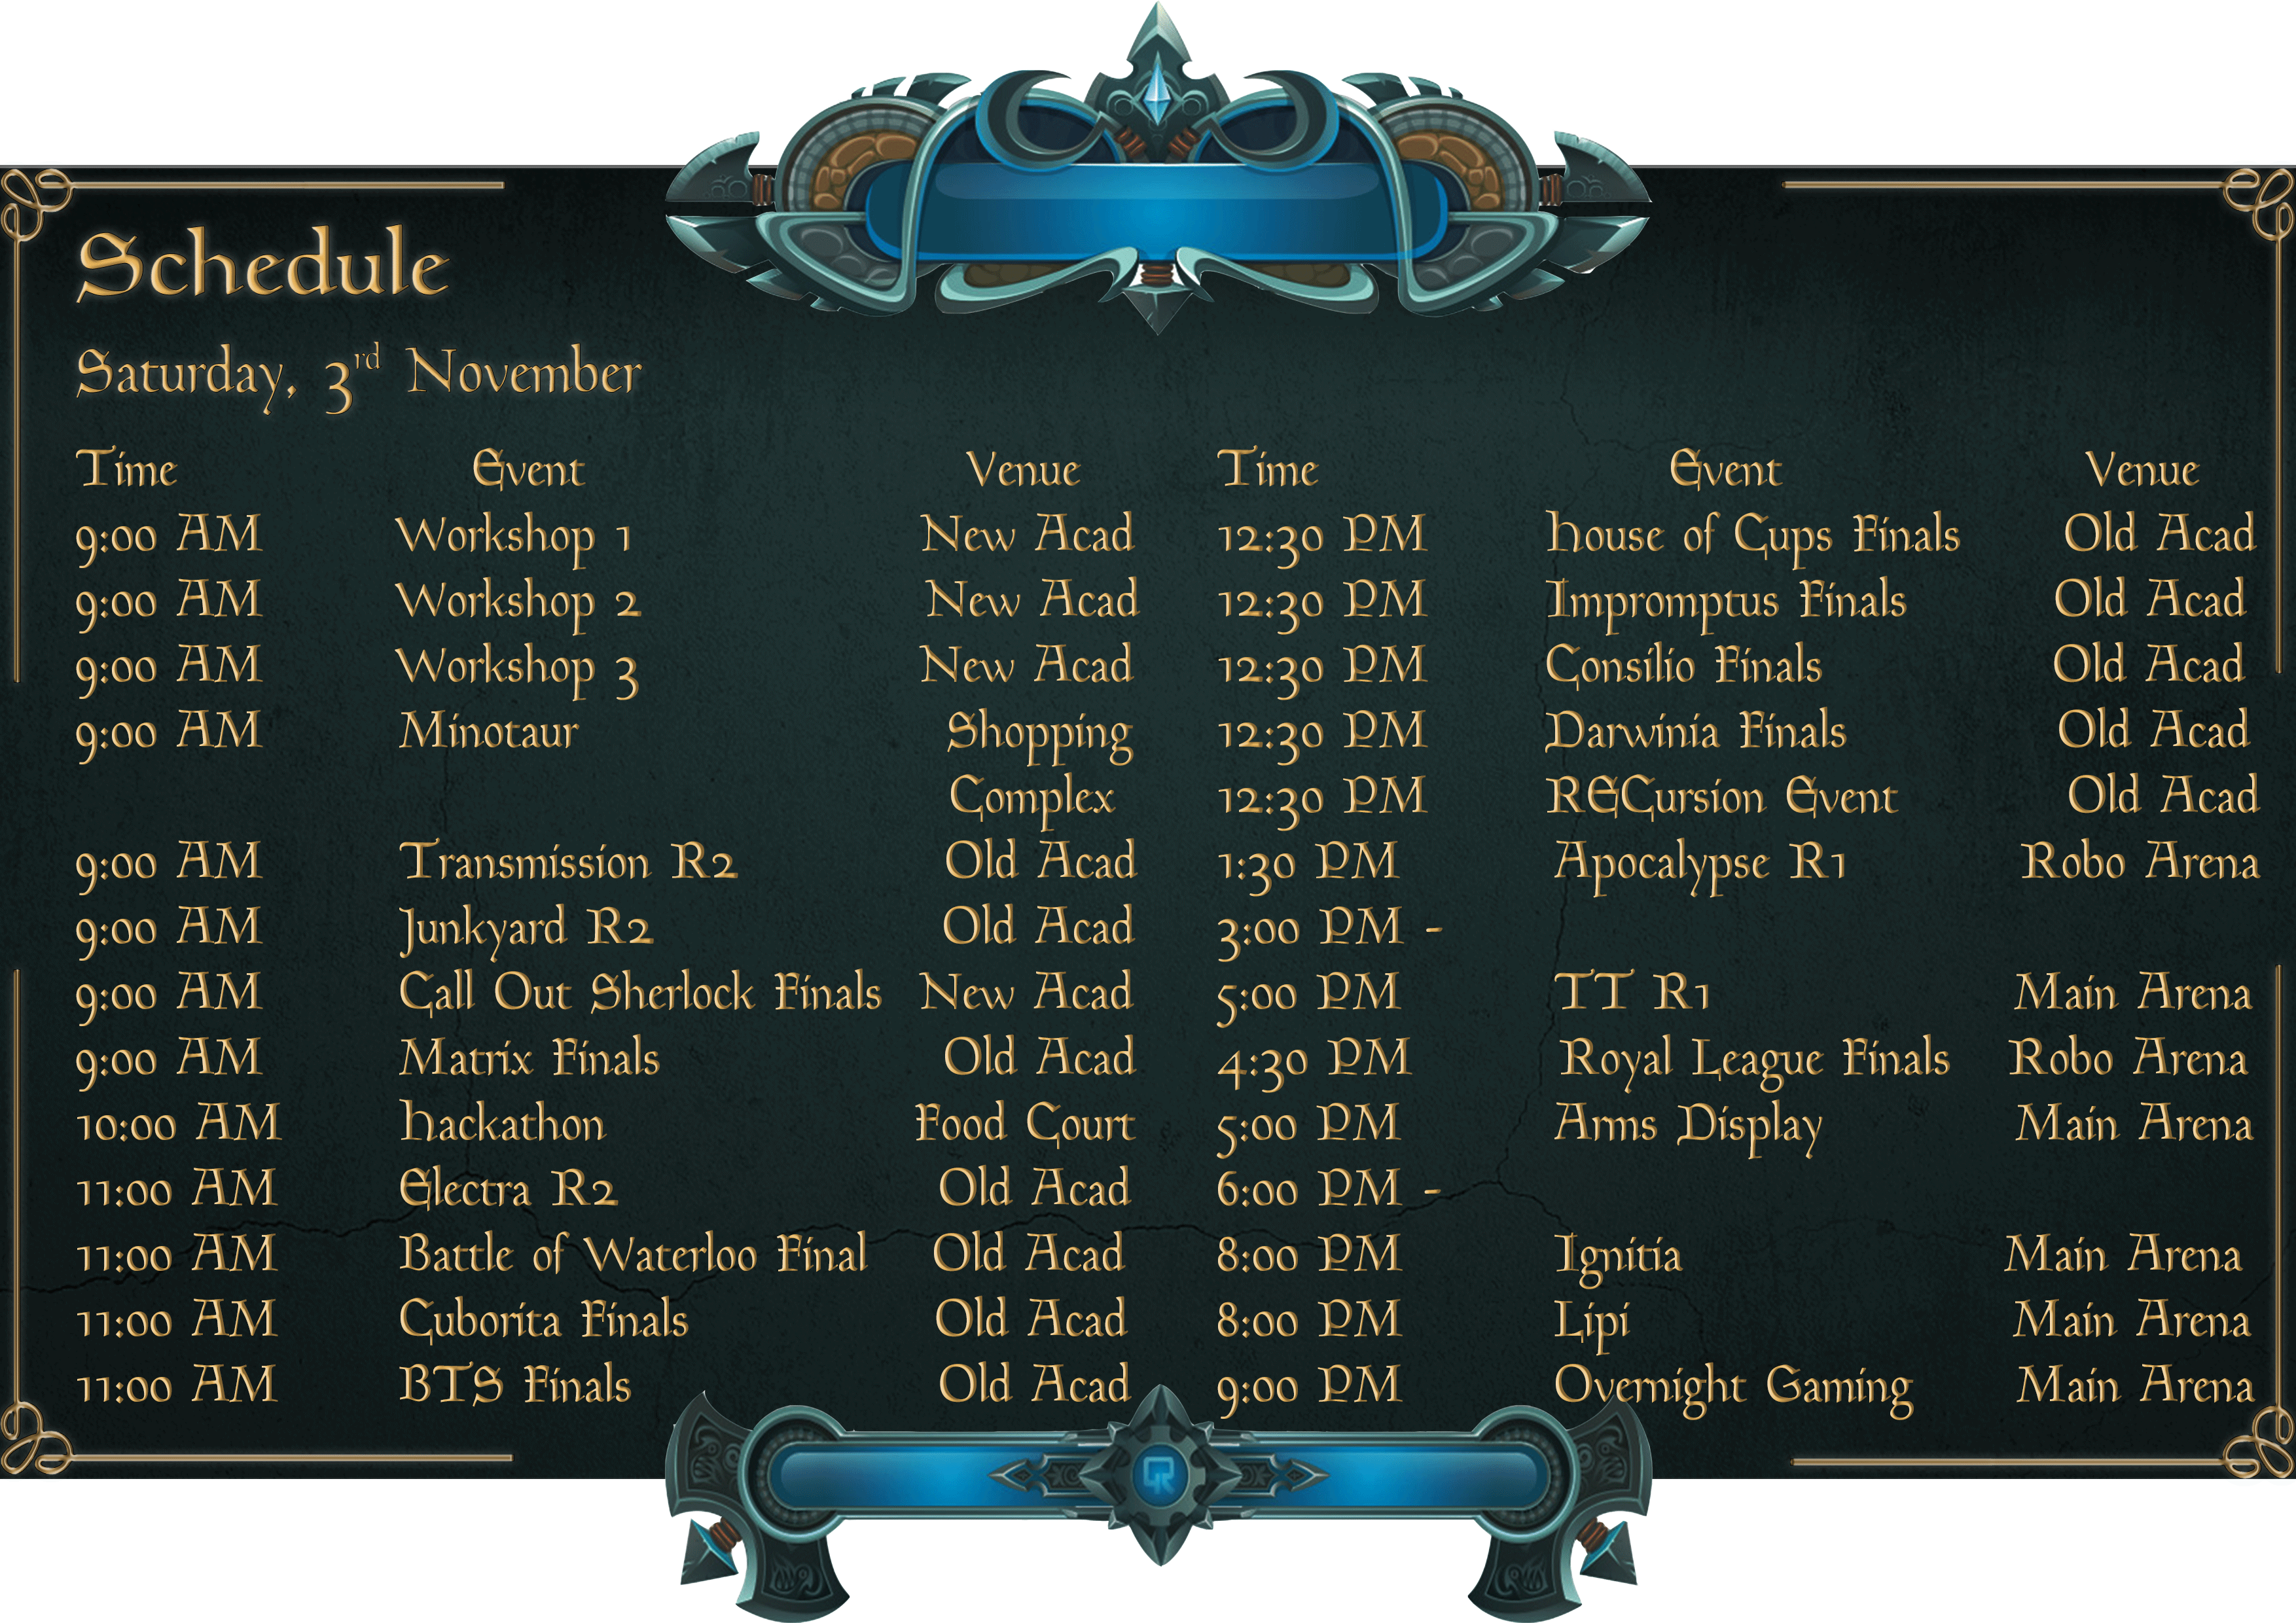 Schedule
Saturday, 3rd November
Time Event Venue
9:00 AM Workshop 1 New Acad
9:00 AM Workshop 2 New Acad
9:00 AM Workshop 3 New Acad
9:00 AM Minotaur Shopping
Complex
9:00 AM Transmission R2 Old Acad
9:00 AM Junkyard R2 Old Acad
9:00 AM Call Out Sherlock Finals New Acad
9:00 AM Matrix Finals Old Acad
10:00 AM Hackathon Food Court
11:00 AM Electra R2 Old Acad
11:00 AM Battle of Waterloo Final Old Acad
11:00 AM Cuborita Finals Old Acad
11:00 AM BTS Finals Old Acad
Time Event Venue
12:30 PM House of Cups Finals Old Acad
12:30 PM Impromptus Finals Old Acad
12:30 PM Consilio Finals Old Acad
12:30 PM Darwinia Finals Old Acad
12:30 PM RECursion Event Old Acad
1:30 PM Apocalypse R1 Robo Arena
3:00 PM -
5:00 PM TT R1 Main Arena
4:30 PM Royal League Finals Robo Arena
5:00 PM Arms Display Main Arena
6:00 PM -
8:00 PM Ignitia Main Arena
8:00 PM Lipi Main Arena
9:00 PM Overnight Gaming Main Arena